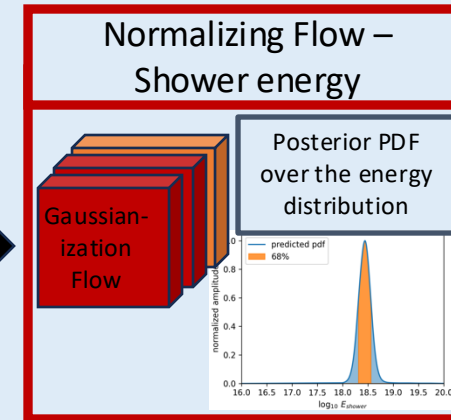 Normalizing Flow –
Shower energy
Gaussian-
ization
Flow
Posterior PDF
over the energy
distribution
predicted pdf
68%
normalized amplitude
1.0
0.8
0.6
0.4
0.2
0.0
16.0 16.5 17.0 17.5 18.0 18.5 19.0 19.5 20.0
log₁₀ E_shower